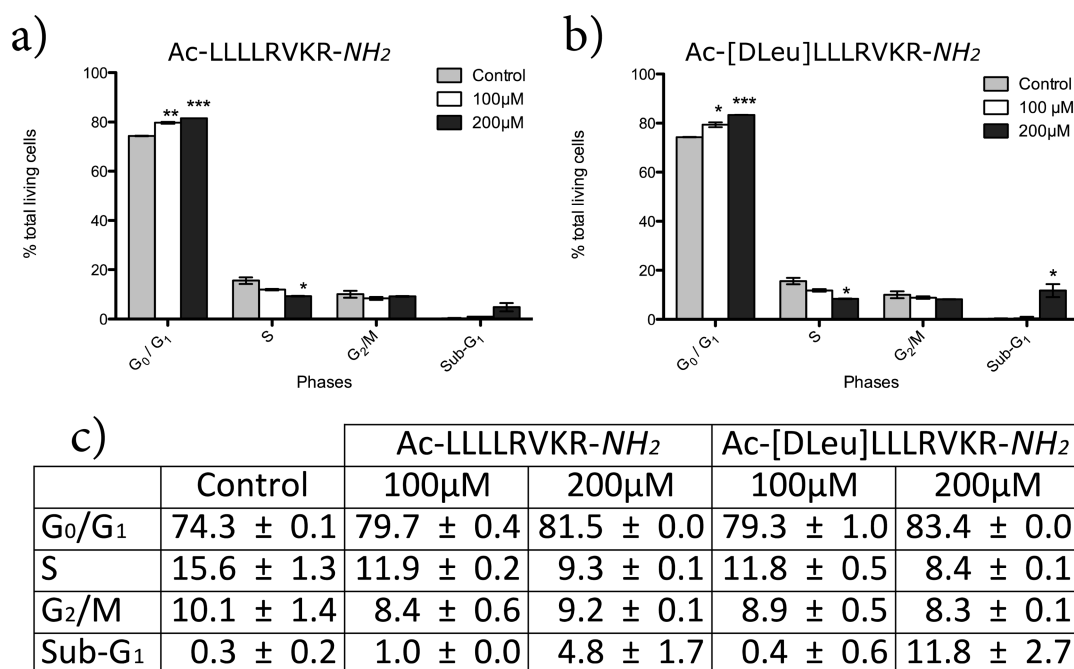 a)
Ac-LLLLRVKR-NH₂
% total living cells
100
80
60
40
20
0
** ***
*
G₀ / G₁
S
G₂/M
Sub-G₁
Phases
Control
100µM
200µM
b)
Ac-[DLeu]LLLRVKR-NH₂
% total living cells
100
80
60
40
20
0
* ***
*
*
G₀ / G₁
S
G₂/M
Sub-G₁
Phases
Control
100 µM
200µM
c)
Ac-LLLLRVKR-NH₂ Ac-[DLeu]LLLRVKR-NH₂
Control 100µM 200µM 100µM 200µM
G₀/G₁ 74.3 ± 0.1 79.7 ± 0.4 81.5 ± 0.0 79.3 ± 1.0 83.4 ± 0.0
S 15.6 ± 1.3 11.9 ± 0.2 9.3 ± 0.1 11.8 ± 0.5 8.4 ± 0.1
G₂/M 10.1 ± 1.4 8.4 ± 0.6 9.2 ± 0.1 8.9 ± 0.5 8.3 ± 0.1
Sub-G₁ 0.3 ± 0.2 1.0 ± 0.0 4.8 ± 1.7 0.4 ± 0.6 11.8 ± 2.7